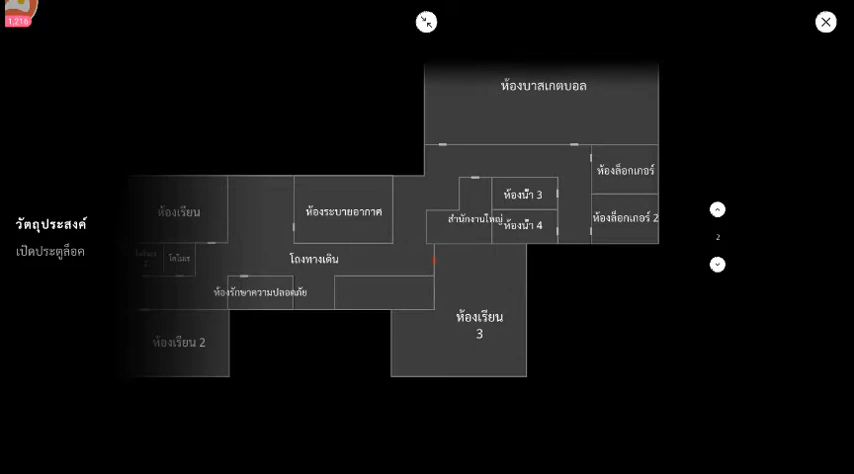 1,216
ห้องบาสเกตบอล
ห้องล็อกเกอร์
ห้องน้ำ 3
ห้องเรียน
ห้องระบายอากาศ
วัตถุประสงค์
สำนักงานใหญ่
ห้องน้ำ 4
ห้องล็อกเกอร์ 2
2
เปิดประตูล็อค
โถงทางเดิน
ห้องรักษาความปลอดภัย
ห้องเรียน
3
ห้องเรียน 2